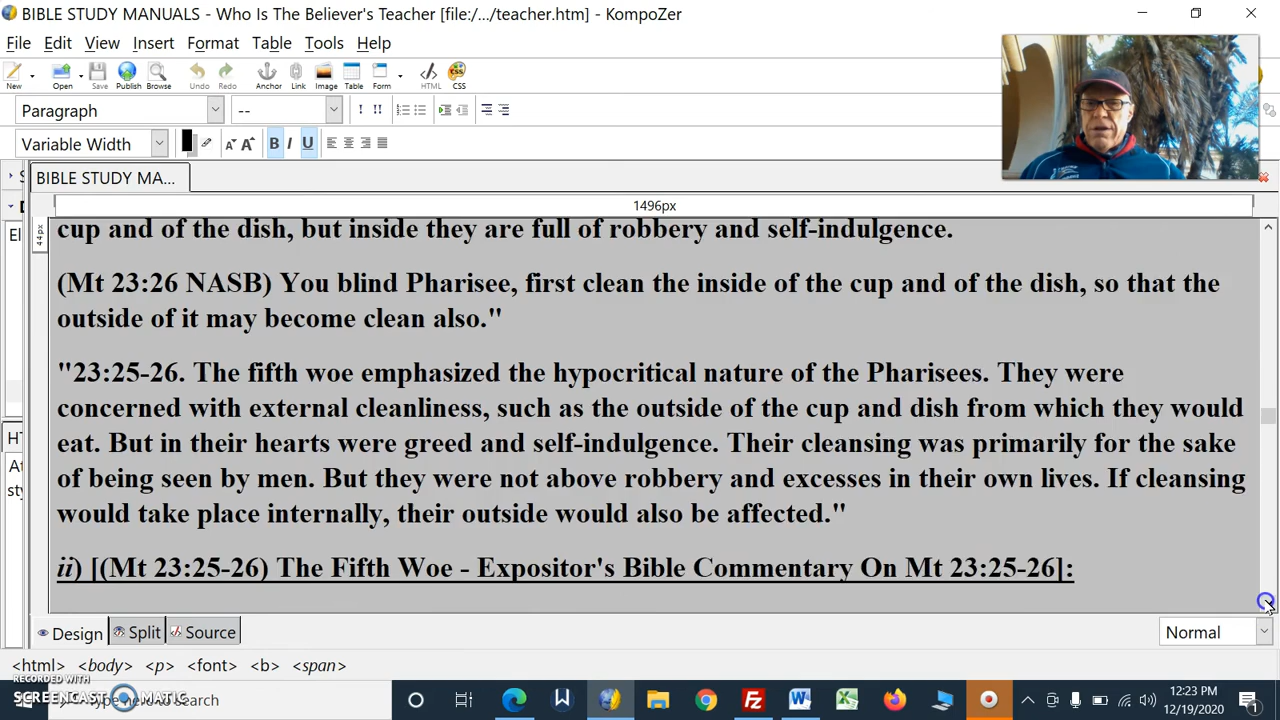 BIBLE STUDY MANUALS - Who Is The Believer's Teacher [file:/.../teacher.htm] - KompoZer
File Edit View Insert Format Table Tools Help
New Open Save Publish Browse Undo Redo Anchor Link Image Table Form HTML CSS
Paragraph --
Variable Width B I U
BIBLE STUDY MA...
1496px
44px
cup and of the dish, but inside they are full of robbery and self-indulgence.
(Mt 23:26 NASB) You blind Pharisee, first clean the inside of the cup and of the dish, so that the
outside of it may become clean also."
"23:25-26. The fifth woe emphasized the hypocritical nature of the Pharisees. They were
concerned with external cleanliness, such as the outside of the cup and dish from which they would
eat. But in their hearts were greed and self-indulgence. Their cleansing was primarily for the sake
of being seen by men. But they were not above robbery and excesses in their own lives. If cleansing
would take place internally, their outside would also be affected."
ii) [(Mt 23:25-26) The Fifth Woe - Expositor's Bible Commentary On Mt 23:25-26]:
Design Split Source Normal
<html> <body> <p> <font> <b> <span>
RECORDED WITH
SCREENCAST MATIC
Type here to search
12:23 PM
12/19/2020